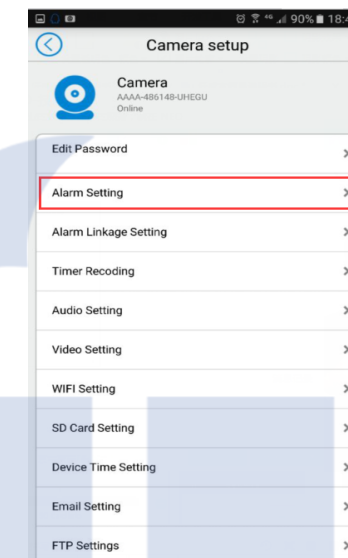 4G 90% 18:4
Camera setup
Camera
AAAA-486148-UHEGU
Online
Edit Password
Alarm Setting
Alarm Linkage Setting
Timer Recoding
Audio Setting
Video Setting
WIFI Setting
SD Card Setting
Device Time Setting
Email Setting
FTP Settings